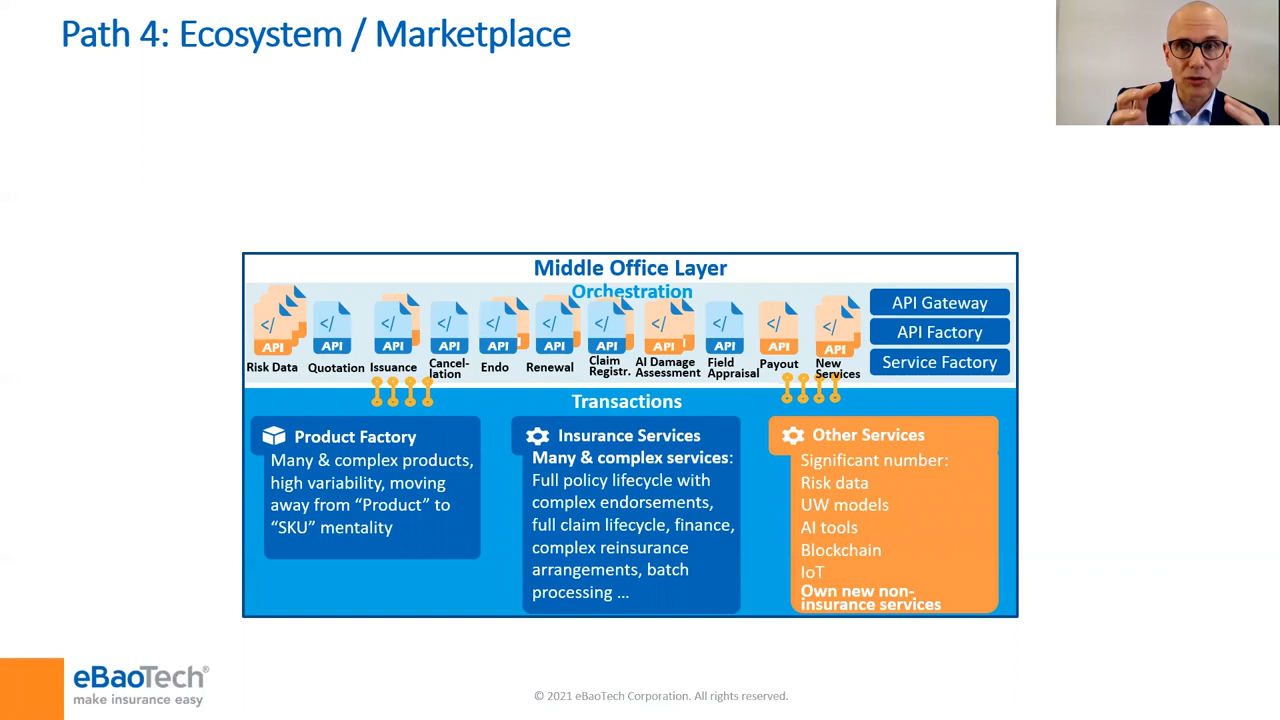 Path 4: Ecosystem / Marketplace
Middle Office Layer
Orchestration
</>
API
Risk Data
</>
API
Quotation
</>
API
Issuance
</>
API
Cancel-
lation
</>
API
Endo
</>
API
Renewal
</>
API
Claim
Registr.
</>
API
AI Damage
Assessment
</>
API
Field
Appraisal
</>
API
Payout
</>
API
New
Services
API Gateway
API Factory
Service Factory
Transactions
Product Factory
Many & complex products,
high variability, moving
away from “Product” to
“SKU” mentality
Insurance Services
Many & complex services:
Full policy lifecycle with
complex endorsements,
full claim lifecycle, finance,
complex reinsurance
arrangements, batch
processing ...
Other Services
Significant number:
Risk data
UW models
AI tools
Blockchain
IoT
Own new non-
insurance services
eBaoTech®
make insurance easy
© 2021 eBaoTech Corporation. All rights reserved.